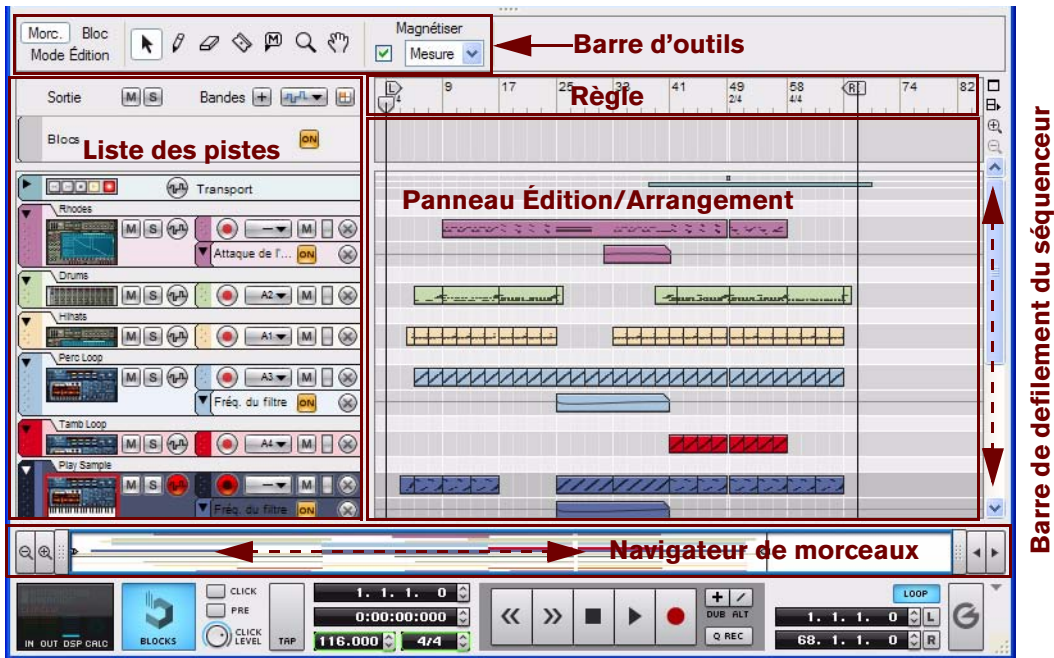 Morc. Bloc
Mode Édition
Magnétiser
Mesure
Barre d'outils
Sortie M S Bandes
L 9 17 25 33 41 49 58 R 74 82
4 2/4 4/4
Règle
Blocs ON
Liste des pistes
Transport
Panneau Édition/Arrangement
Rhodes
M S — M
Attaque de l'... ON
Drums
M S A2 M
Hihats
M S A1 M
Perc Loop
M S A3 M
Fréq. du filtre ON
Tamb Loop
M S A4 M
Play Sample
M S — M
Fréq. du filtre ON
Barre de defilement du séquenceur
Navigateur de morceaux
IN OUT DSP CALC
BLOCKS
CLICK
PRE
CLICK
LEVEL
TAP
1. 1. 1. 0
0:00:00:000
116.000 4/4
DUB ALT
Q REC
LOOP
1. 1. 1. 0 L
68. 1. 1. 0 R